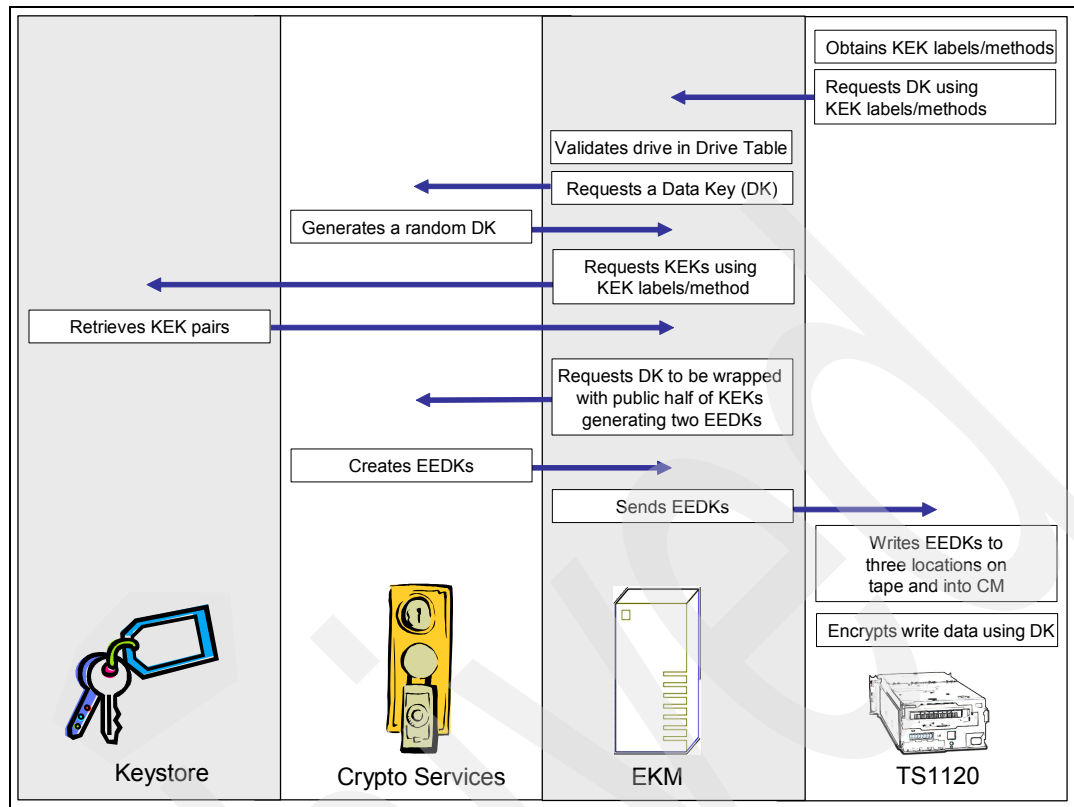 Obtains KEK labels/methods
Requests DK using
KEK labels/methods
Validates drive in Drive Table
Requests a Data Key (DK)
Generates a random DK
Requests KEKs using
KEK labels/method
Retrieves KEK pairs
Requests DK to be wrapped
with public half of KEKs
generating two EEDKs
Creates EEDKs
Sends EEDKs
Writes EEDKs to
three locations on
tape and into CM
Encrypts write data using DK
Keystore
Crypto Services
EKM
TS1120